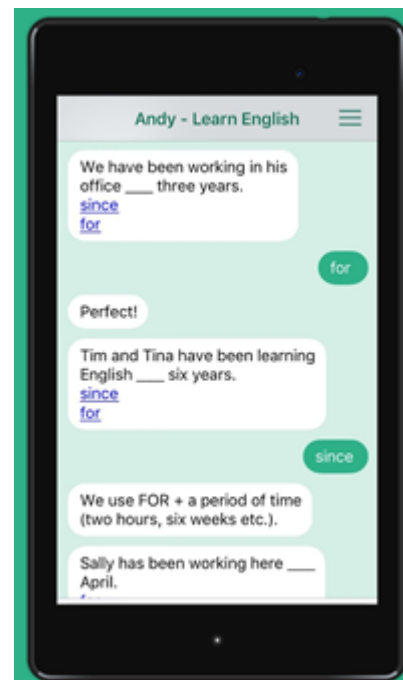 Andy - Learn English
We have been working in his
office ___ three years.
since
for
for
Perfect!
Tim and Tina have been learning
English ___ six years.
since
for
since
We use FOR + a period of time
(two hours, six weeks etc.).
Sally has been working here ___
April.